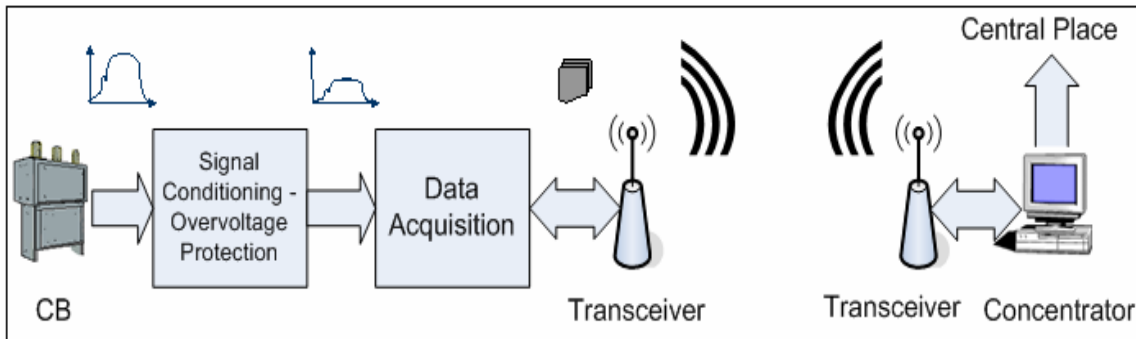 Central Place
Signal
Conditioning -
Overvoltage
Protection
Data
Acquisition
CB
Transceiver
Transceiver
Concentrator